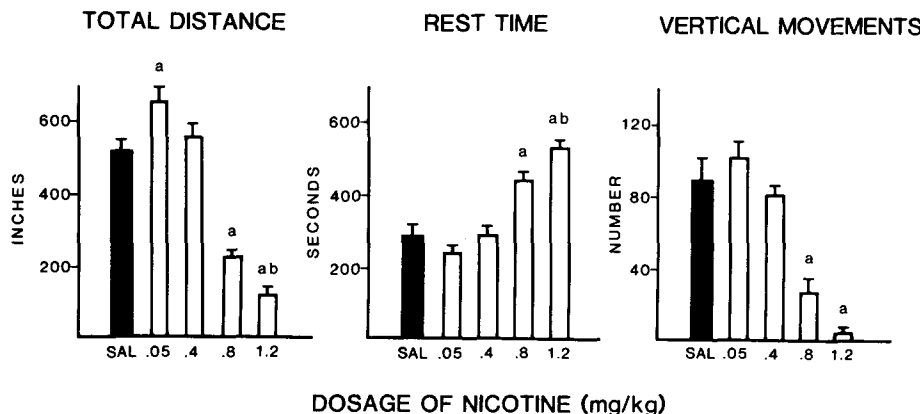 TOTAL DISTANCE
REST TIME
VERTICAL MOVEMENTS
INCHES
600
400
200
a
a
ab
SAL .05 .4 .8 1.2
SECONDS
600
400
200
a
ab
SAL .05 .4 .8 1.2
NUMBER
120
80
40
a
a
SAL .05 .4 .8 1.2
DOSAGE OF NICOTINE (mg/kg)